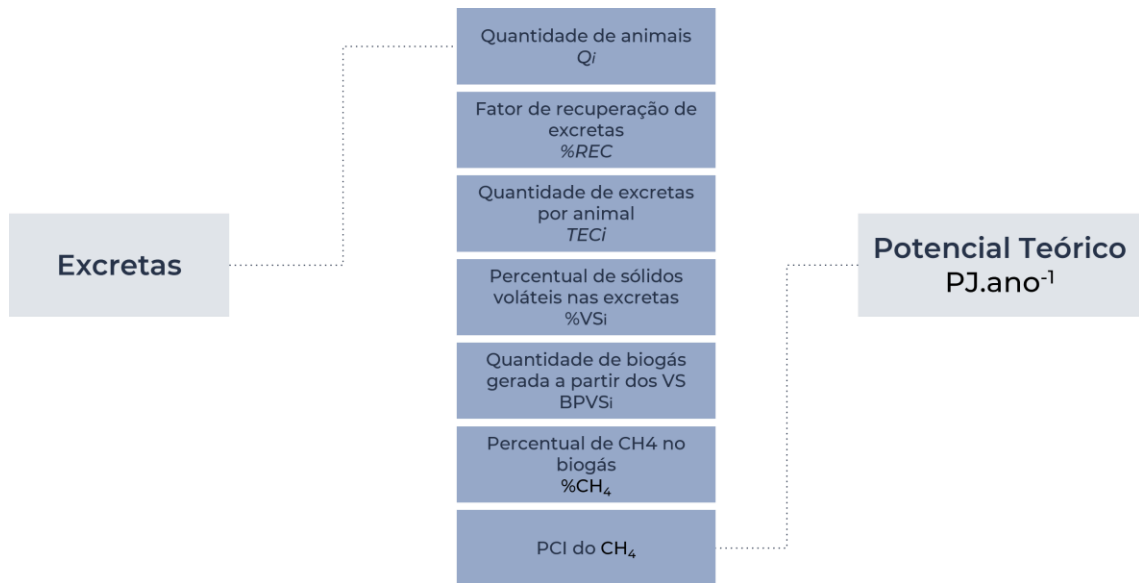 Excretas
Quantidade de animais
Qi
Fator de recuperação de
excretas
%REC
Quantidade de excretas
por animal
TECi
Percentual de sólidos
voláteis nas excretas
%VSi
Quantidade de biogás
gerada a partir dos VS
BPVSi
Percentual de CH4 no
biogás
%CH₄
PCI do CH₄
Potencial Teórico
PJ.ano⁻¹